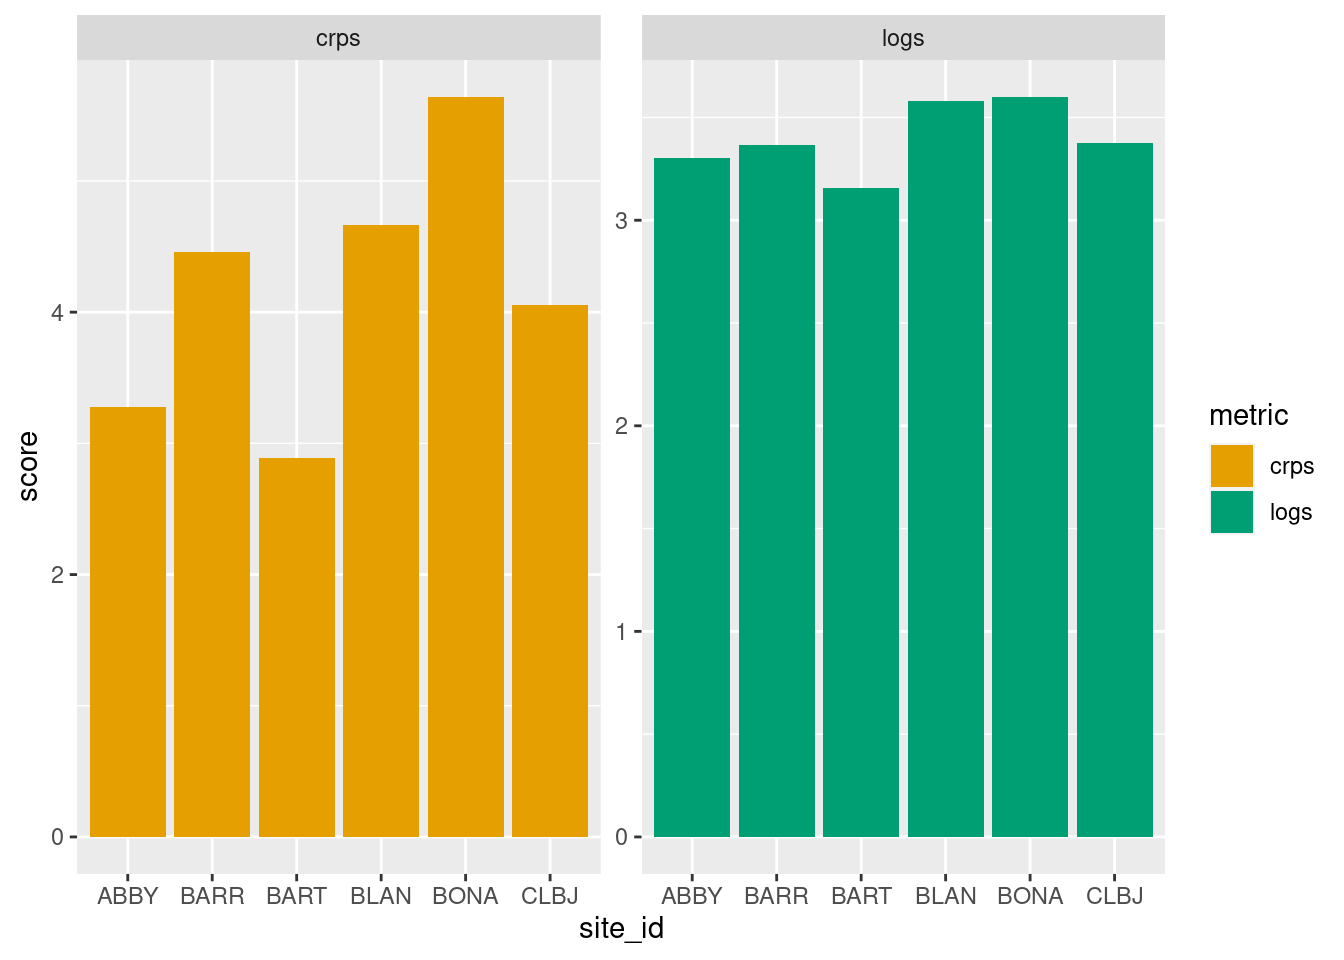 crps
logs
score
4
2
0
3
2
1
0
ABBY BARR BART BLAN BONA CLBJ
ABBY BARR BART BLAN BONA CLBJ
site_id
metric
crps
logs